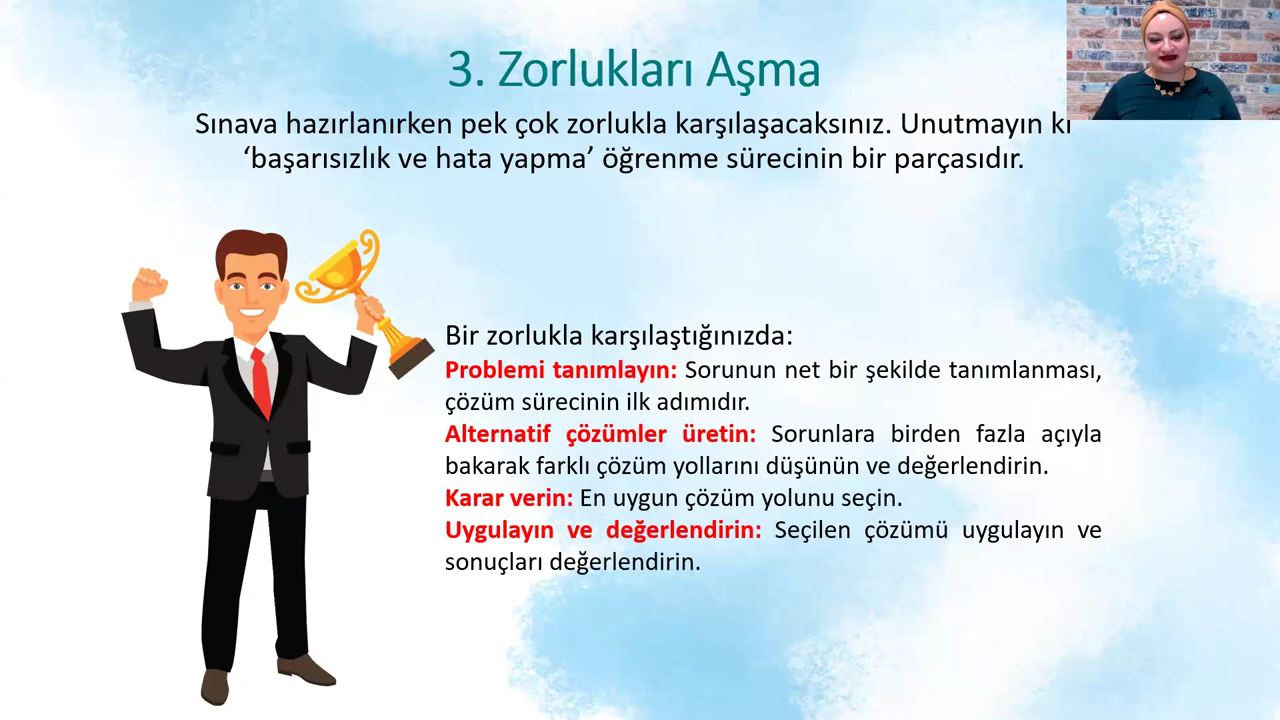 3. Zorlukları Aşma
Sınava hazırlanırken pek çok zorlukla karşılaşacaksınız. Unutmayın ki
‘başarısızlık ve hata yapma’ öğrenme sürecinin bir parçasıdır.
Bir zorlukla karşılaştığınızda:
Problemi tanımlayın: Sorunun net bir şekilde tanımlanması,
çözüm sürecinin ilk adımıdır.
Alternatif çözümler üretin: Sorunlara birden fazla açıyla
bakarak farklı çözüm yollarını düşünün ve değerlendirin.
Karar verin: En uygun çözüm yolunu seçin.
Uygulayın ve değerlendirin: Seçilen çözümü uygulayın ve
sonuçları değerlendirin.